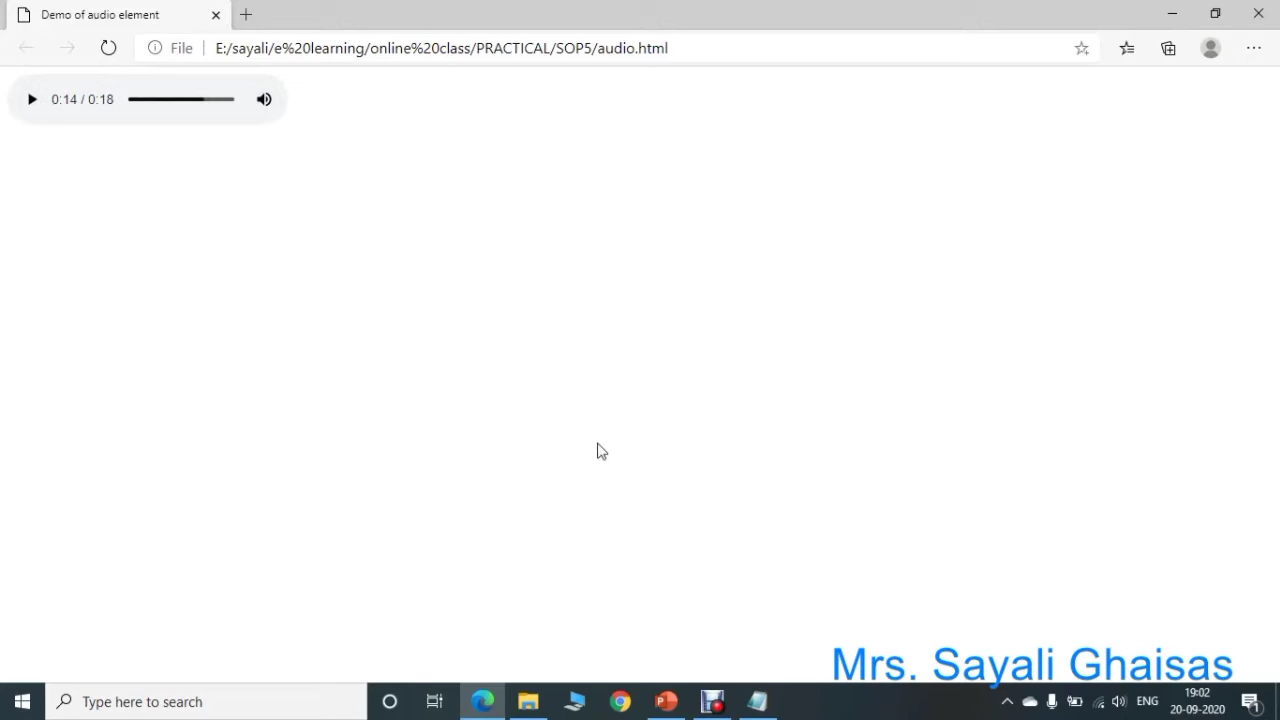 Demo of audio element
File
E:/sayali/e%20learning/online%20class/PRACTICAL/SOP5/audio.html
0:14 / 0:18
Mrs. Sayali Ghaisas
Type here to search
ENG
19:02
20-09-2020
1